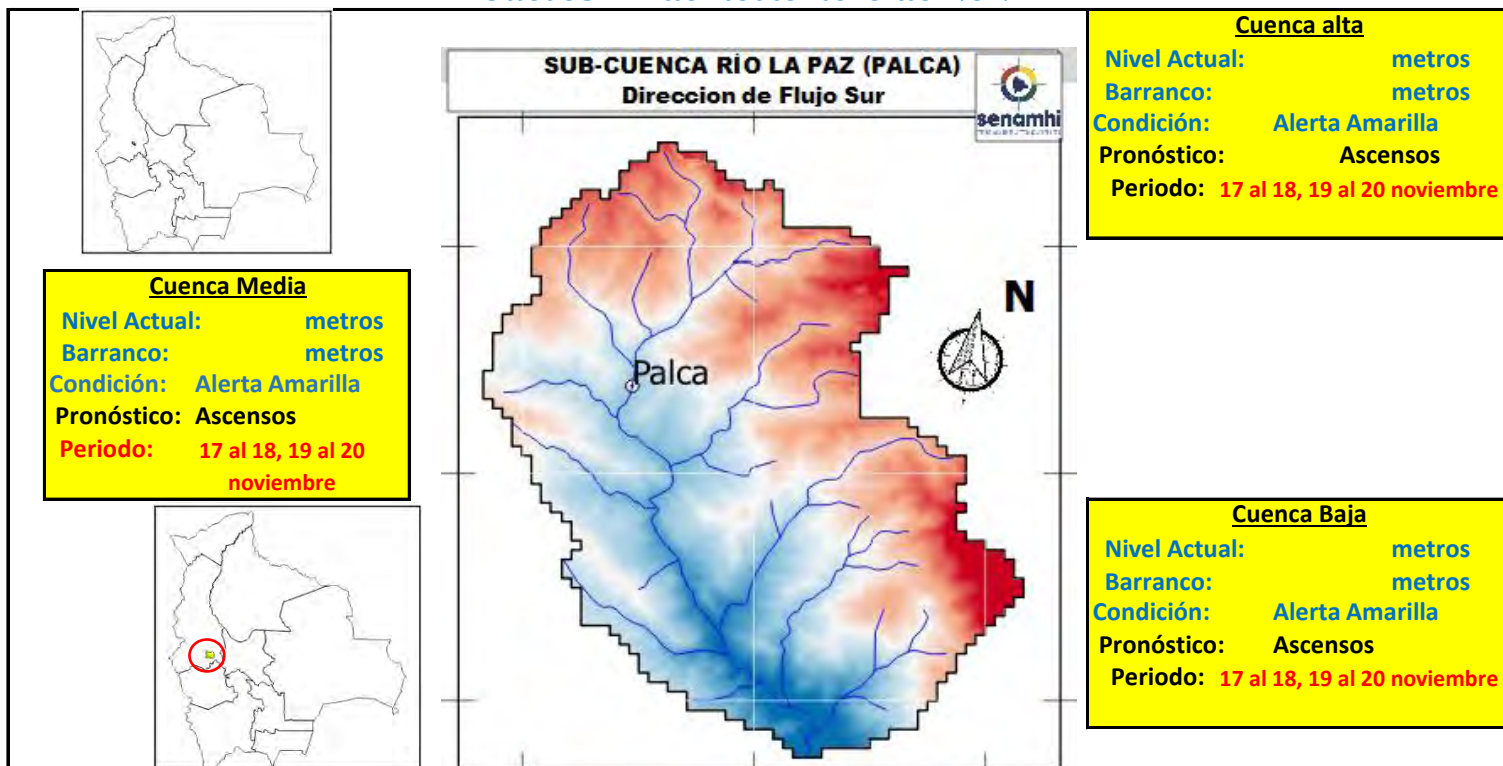 Cuenca alta
Nivel Actual: metros
Barranco: metros
Condición: Alerta Amarilla
Pronóstico: Ascensos
Periodo: 17 al 18, 19 al 20 noviembre
SUB-CUENCA RÍO LA PAZ (PALCA)
Direccion de Flujo Sur
senamhi
N
Palca
Cuenca Media
Nivel Actual: metros
Barranco: metros
Condición: Alerta Amarilla
Pronóstico: Ascensos
Periodo: 17 al 18, 19 al 20
noviembre
Cuenca Baja
Nivel Actual: metros
Barranco: metros
Condición: Alerta Amarilla
Pronóstico: Ascensos
Periodo: 17 al 18, 19 al 20 noviembre